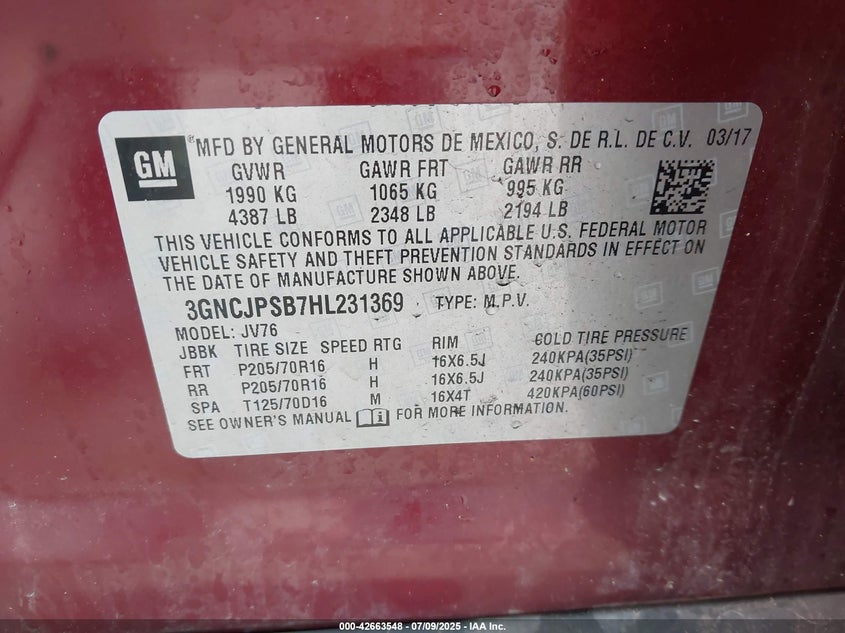 GM
® MFD BY GENERAL MOTORS DE MEXICO, S. DE R.L. DE C.V. 03/17
GVWR GAWR FRT GAWR RR
1990 KG 1065 KG 995 KG
4387 LB 2348 LB 2194 LB
THIS VEHICLE CONFORMS TO ALL APPLICABLE U.S. FEDERAL MOTOR
VEHICLE SAFETY AND THEFT PREVENTION STANDARDS IN EFFECT ON
THE DATE OF MANUFACTURE SHOWN ABOVE.
3GNCJPSB7HL231369 TYPE: M.P.V.
MODEL: JV76
JBBK TIRE SIZE SPEED RTG RIM COLD TIRE PRESSURE
FRT P205/70R16 H 16X6.5J 240KPA(35PSI)
RR P205/70R16 H 16X6.5J 240KPA(35PSI)
SPA T125/70D16 M 16X4T 420KPA(60PSI)
SEE OWNER'S MANUAL FOR MORE INFORMATION.
000-42663548 - 07/09/2025 - IAA Inc.